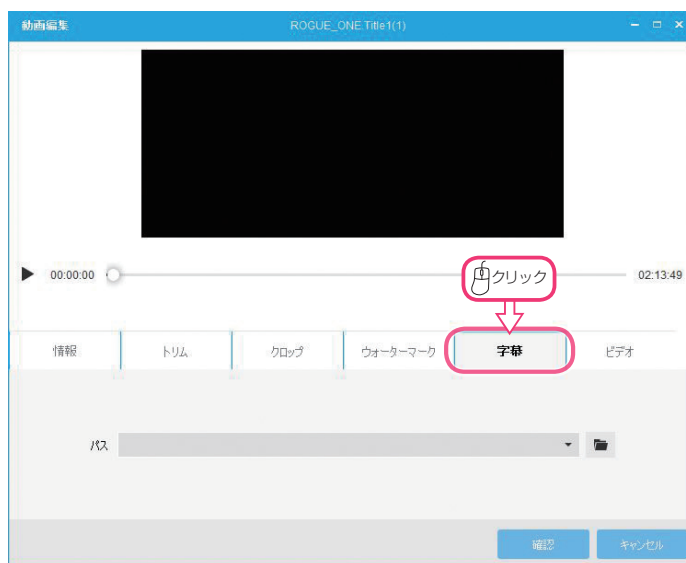 動画編集 ROGUE_ONE.Title1(1)
クリック
00:00:00 02:13:49
情報 トリム クロップ ウォーターマーク 字幕 ビデオ
パス
確認 キャンセル